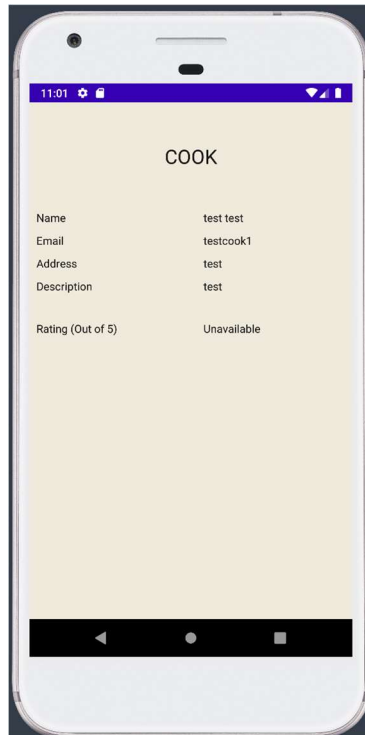 11:01
COOK
Name test test
Email testcook1
Address test
Description test
Rating (Out of 5) Unavailable